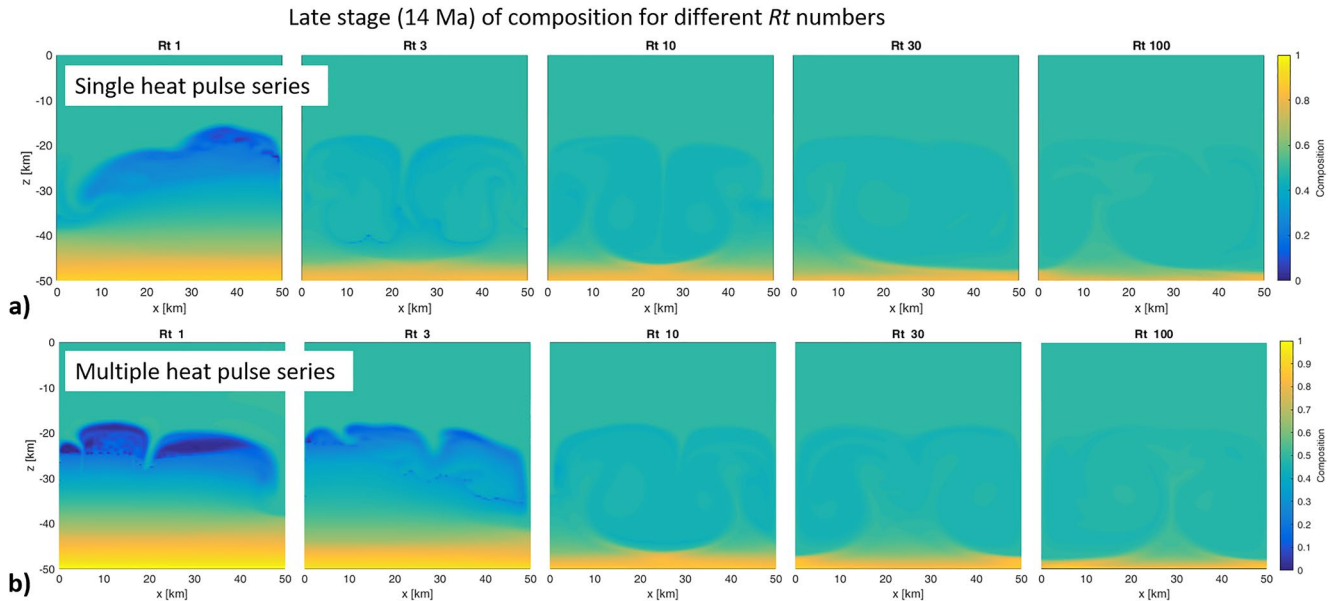 Late stage (14 Ma) of composition for different Rt numbers
Rt 1 Rt 3 Rt 10 Rt 30 Rt 100
Single heat pulse series
0
-10
-20
-30
-40
-50
z [km]
0 10 20 30 40 50 0 10 20 30 40 50 0 10 20 30 40 50 0 10 20 30 40 50 0 10 20 30 40 50
x [km] x [km] x [km] x [km] x [km]
1
0.8
0.6
0.4
0.2
0
Composition
a)
Rt 1 Rt 3 Rt 10 Rt 30 Rt 100
Multiple heat pulse series
0
-10
-20
-30
-40
-50
z [km]
0 10 20 30 40 50 0 10 20 30 40 50 0 10 20 30 40 50 0 10 20 30 40 50 0 10 20 30 40 50
x [km] x [km] x [km] x [km] x [km]
1
0.9
0.8
0.7
0.6
0.5
0.4
0.3
0.2
0.1
0
Composition
b)